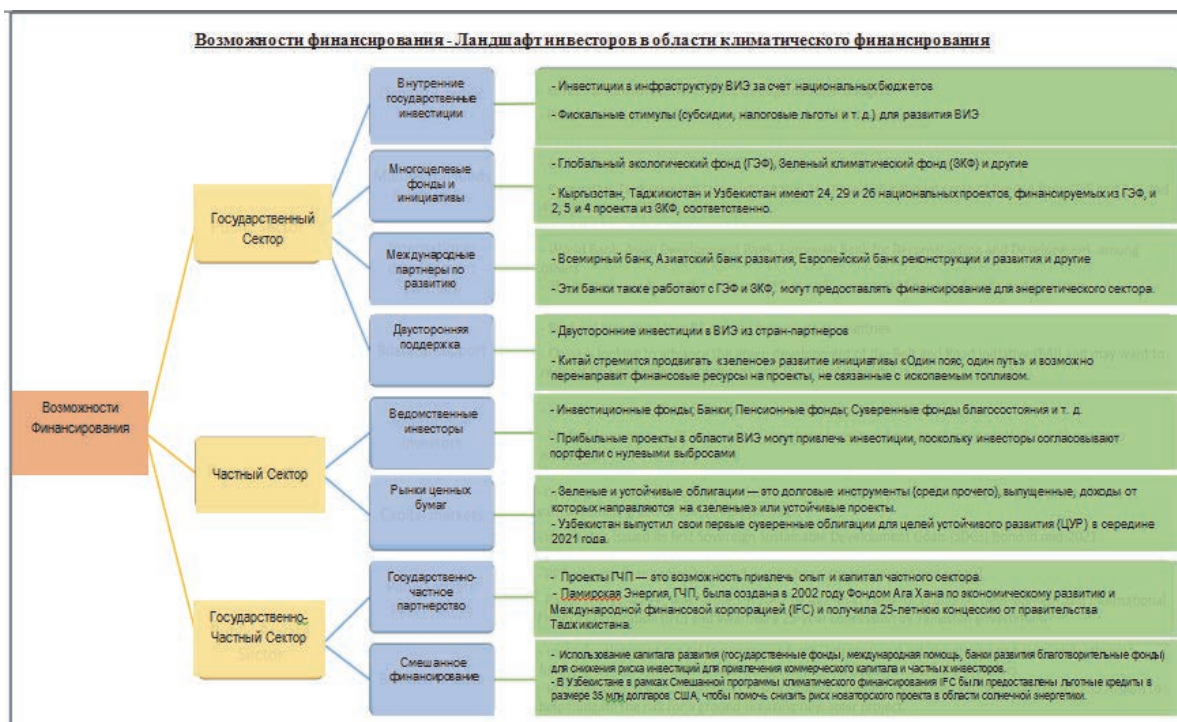 Возможности финансирования - Ландшафт инвесторов в области климатического финансирования
Возможности
Финансирования
Государственный
Сектор
Внутренние
государственные
инвестиции
- Инвестиции в инфраструктуру ВИЭ за счет национальных бюджетов
- Фискальные стимулы (субсидии, налоговые льготы и т. д.) для развития ВИЭ
Многоцелевые
фонды и
инициативы
- Глобальный экологический фонд (ГЭФ), Зеленый климатический фонд (ЗКФ) и другие
- Кыргызстан, Таджикистан и Узбекистан имеют 24, 29 и 26 национальных проектов, финансируемых из ГЭФ, и
2, 5 и 4 проекта из ЗКФ, соответственно.
Международные
партнеры по
развитию
- Всемирный банк, Азиатский банк развития, Европейский банк реконструкции и развития и другие
- Эти банки также работают с ГЭФ и ЗКФ, могут предоставлять финансирование для энергетического сектора.
Двусторонняя
поддержка
- Двусторонние инвестиции в ВИЭ из стран-партнеров
- Китай стремится продвигать «зеленое» развитие инициативы «Один пояс, один путь» и возможно
перенаправит финансовые ресурсы на проекты, не связанные с ископаемым топливом.
Частный Сектор
Ведомственные
инвесторы
- Инвестиционные фонды; Банки; Пенсионные фонды; Суверенные фонды благосостояния и т. д.
- Прибыльные проекты в области ВИЭ могут привлечь инвестиции, поскольку инвесторы согласовывают
портфели с нулевыми выбросами
Рынки ценных
бумаг
- Зеленые и устойчивые облигации — это долговые инструменты (среди прочего), выпущенные, доходы от
которых направляются на «зеленые» или устойчивые проекты.
- Узбекистан выпустил свои первые суверенные облигации для целей устойчивого развития (ЦУР) в середине
2021 года.
Государственно-
Частный Сектор
Государственно-
частное
партнерство
- Проекты ГЧП — это возможность привлечь опыт и капитал частного сектора.
- Памирская Энергия, ГЧП, была создана в 2002 году Фондом Ага Хана по экономическому развитию и
Международной финансовой корпорацией (IFC) и получила 25-летнюю концессию от правительства
Таджикистана.
Смешанное
финансирование
- Использование капитала развития (государственные фонды, международная помощь, банки развития благотворительные фонды)
для снижения риска инвестиций для привлечения коммерческого капитала и частных инвесторов.
- В Узбекистане в рамках Смешанной программы климатического финансирования IFC были предоставлены льготные кредиты в
размере 35 млн долларов США, чтобы помочь снизить риск новаторского проекта в области солнечной энергетики.